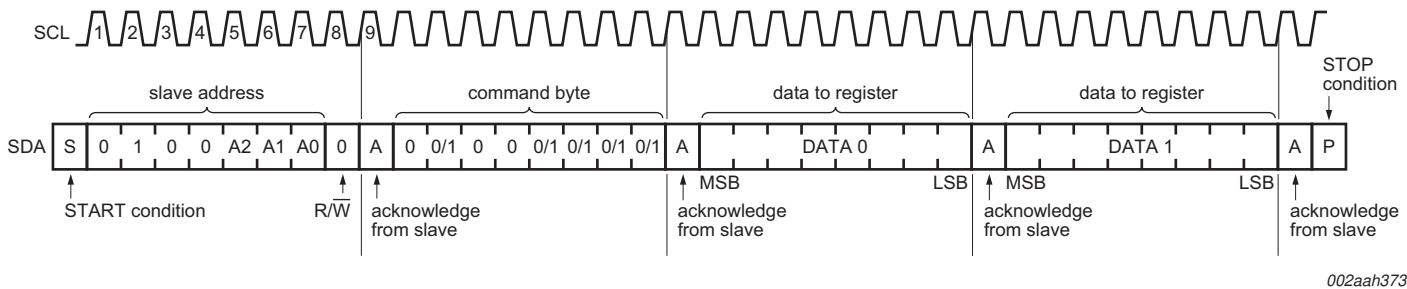 SCL 1 2 3 4 5 6 7 8 9
STOP
condition
slave address command byte data to register data to register
SDA S 0 1 0 0 A2 A1 A0 0 A 0 0/1 0 0 0/1 0/1 0/1 0/1 A DATA 0 A DATA 1 A P
MSB LSB MSB LSB
START condition R/W̅ acknowledge
from slave
acknowledge
from slave
acknowledge
from slave
acknowledge
from slave
002aah373